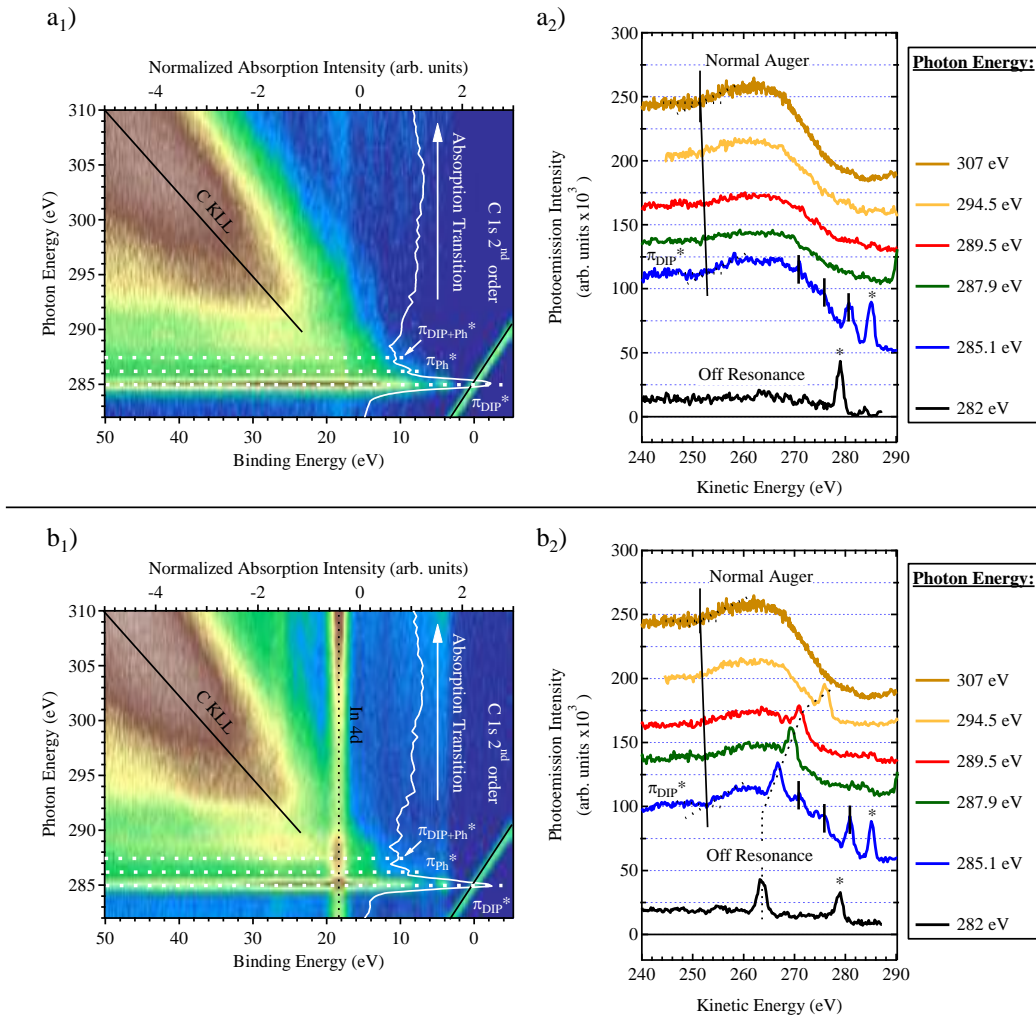 a1)
Normalized Absorption Intensity (arb. units)
-4 -2 0 2
310
305
300
295
290
285
Photon Energy (eV)
C KLL
Absorption Transition
C 1s 2nd order
πDIP+Ph*
πPh*
πDIP*
50 40 30 20 10 0
Binding Energy (eV)
a2)
300
250
200
150
100
50
0
Photoemission Intensity
(arb. units x10³)
Normal Auger
πDIP*
*
Off Resonance
*
240 250 260 270 280 290
Kinetic Energy (eV)
Photon Energy:
307 eV
294.5 eV
289.5 eV
287.9 eV
285.1 eV
282 eV
b1)
Normalized Absorption Intensity (arb. units)
-4 -2 0 2
310
305
300
295
290
285
Photon Energy (eV)
C KLL
In 4d
Absorption Transition
C 1s 2nd order
πDIP+Ph*
πPh*
πDIP*
50 40 30 20 10 0
Binding Energy (eV)
b2)
300
250
200
150
100
50
0
Photoemission Intensity
(arb. units x10³)
Normal Auger
πDIP*
*
Off Resonance
*
240 250 260 270 280 290
Kinetic Energy (eV)
Photon Energy:
307 eV
294.5 eV
289.5 eV
287.9 eV
285.1 eV
282 eV